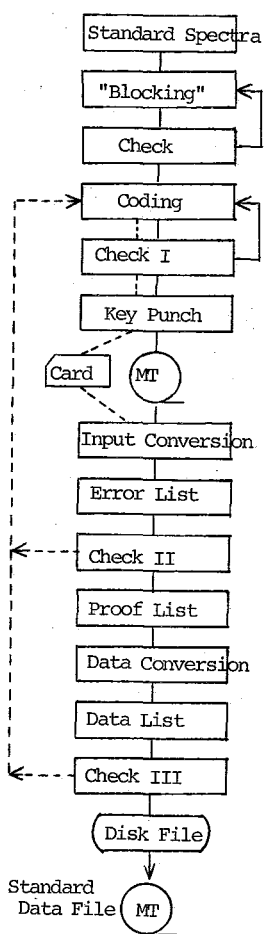 Standard Spectra
"Blocking"
Check
Coding
Check I
Key Punch
Card
MT
Input Conversion
Error List
Check II
Proof List
Data Conversion
Data List
Check III
Disk File
Standard
Data File
MT